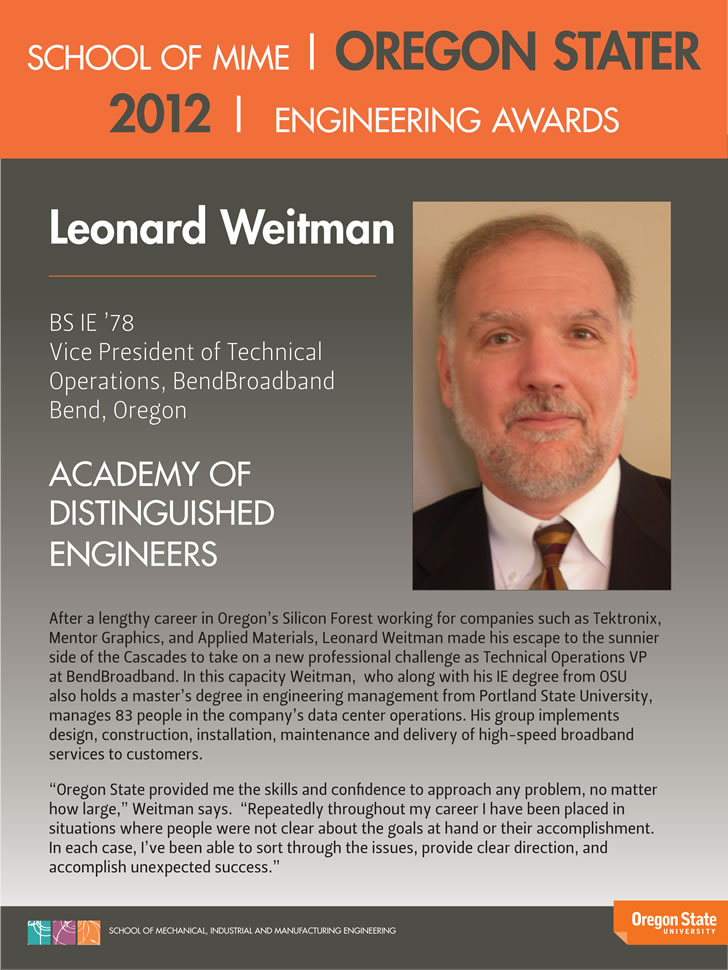 SCHOOL OF MIME | OREGON STATER
2012 | ENGINEERING AWARDS
Leonard Weitman
BS IE ’78
Vice President of Technical
Operations, BendBroadband
Bend, Oregon
ACADEMY OF
DISTINGUISHED
ENGINEERS
After a lengthy career in Oregon’s Silicon Forest working for companies such as Tektronix,
Mentor Graphics, and Applied Materials, Leonard Weitman made his escape to the sunnier
side of the Cascades to take on a new professional challenge as Technical Operations VP
at BendBroadband. In this capacity Weitman,  who along with his IE degree from OSU
also holds a master’s degree in engineering management from Portland State University,
manages 83 people in the company’s data center operations. His group implements
design, construction, installation, maintenance and delivery of high-speed broadband
services to customers.
“Oregon State provided me the skills and confidence to approach any problem, no matter
how large,” Weitman says.  “Repeatedly throughout my career I have been placed in
situations where people were not clear about the goals at hand or their accomplishment.
In each case, I’ve been able to sort through the issues, provide clear direction, and
accomplish unexpected success.”
SCHOOL OF MECHANICAL, INDUSTRIAL AND MANUFACTURING ENGINEERING
Oregon State
UNIVERSITY